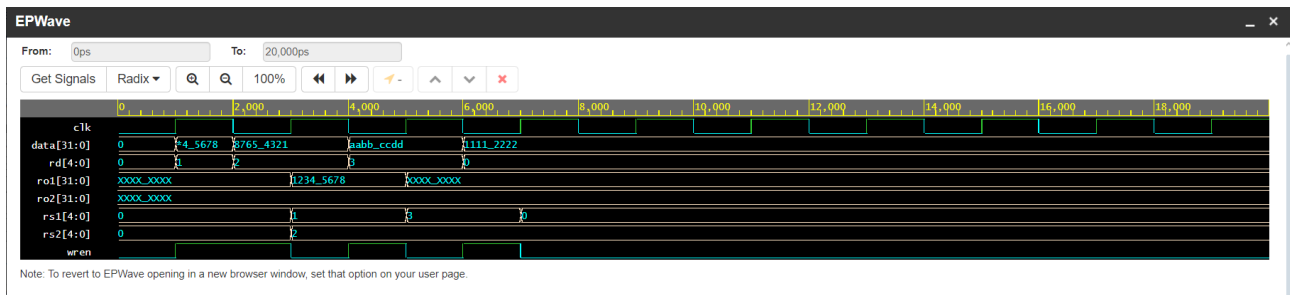 EPWave
From: 0ps To: 20,000ps
Get Signals Radix 100% -
0 2,000 4,000 6,000 8,000 10,000 12,000 14,000 16,000 18,000
clk
data[31:0] 0 *4_5678 8765_4321 aabb_ccdd 1111_2222
rd[4:0] 0 1 2 3 0
ro1[31:0] XXXX_XXXX 1234_5678 XXXX_XXXX
ro2[31:0] XXXX_XXXX
rs1[4:0] 0 1 3 0
rs2[4:0] 0 2
wren
Note: To revert to EPWave opening in a new browser window, set that option on your user page.